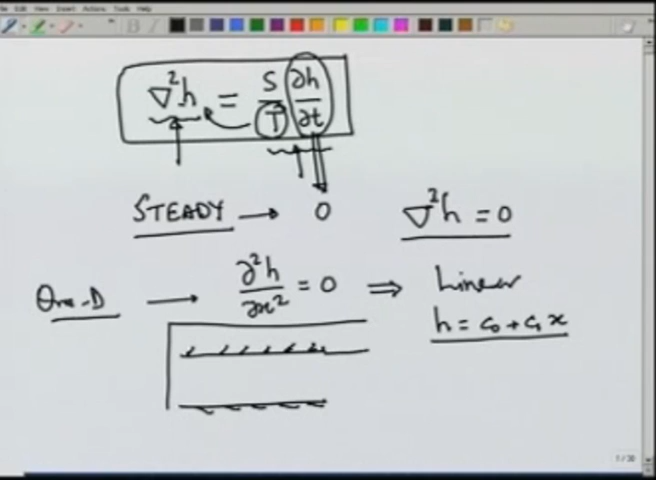 ∇²h = S/T ∂h/∂t
STEADY → 0 ∇²h = 0
One-D → ∂²h/∂x² = 0 ⇒ Linear
h = c₀ + c₁x